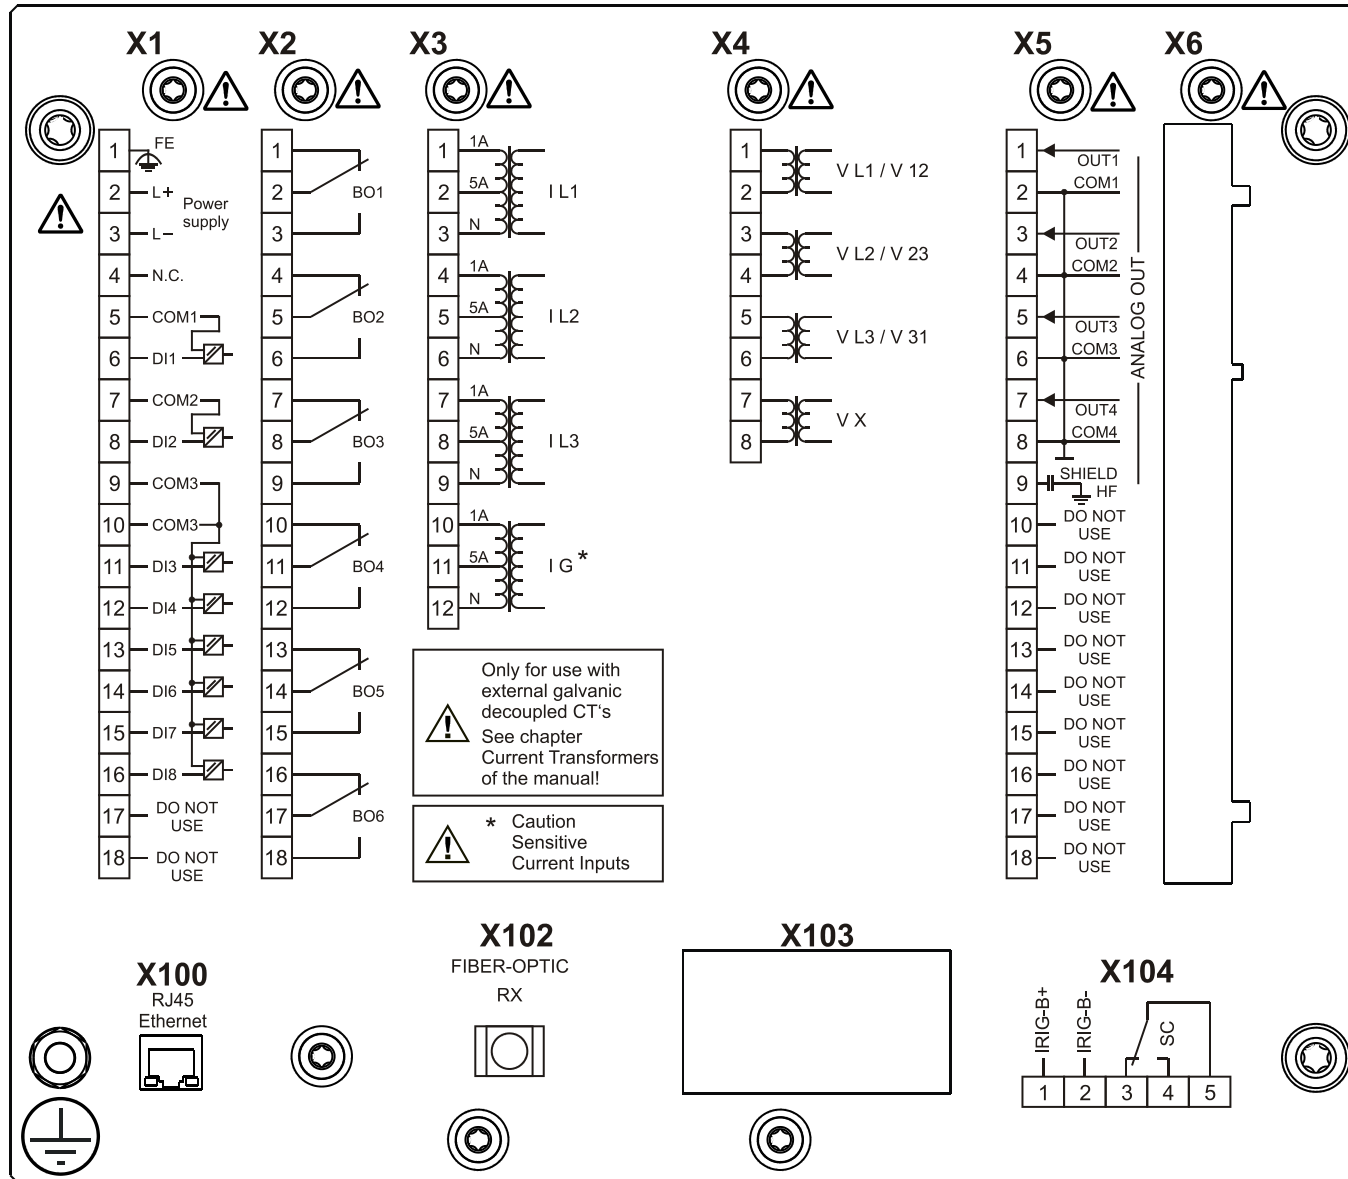 X1
X2
X3
X4
X5
X6
1 FE
2 L+
Power
supply
3 L−
4 N.C.
5 COM1
6 DI1
7 COM2
8 DI2
9 COM3
10 COM3
11 DI3
12 DI4
13 DI5
14 DI6
15 DI7
16 DI8
17 DO NOT
USE
18 DO NOT
USE
1
2 BO1
3
4
5 BO2
6
7
8 BO3
9
10
11 BO4
12
13
14 BO5
15
16
17 BO6
18
1 1A
2 5A I L1
3 N
4 1A
5 5A I L2
6 N
7 1A
8 5A I L3
9 N
10 1A
11 5A I G *
12 N
Only for use with
external galvanic
decoupled CT‘s
See chapter
Current Transformers
of the manual!
* Caution
Sensitive
Current Inputs
1
V L1 / V 12
2
3
V L2 / V 23
4
5
V L3 / V 31
6
7
V X
8
1 OUT1
2 COM1
3 OUT2
4 COM2
5 OUT3
6 COM3
7 OUT4
8 COM4
9 SHIELD
HF
ANALOG OUT
10 DO NOT
USE
11 DO NOT
USE
12 DO NOT
USE
13 DO NOT
USE
14 DO NOT
USE
15 DO NOT
USE
16 DO NOT
USE
17 DO NOT
USE
18 DO NOT
USE
X100
RJ45
Ethernet
X102
FIBER-OPTIC
RX
X103
X104
IRIG-B+
IRIG-B-
SC
1 2 3 4 5